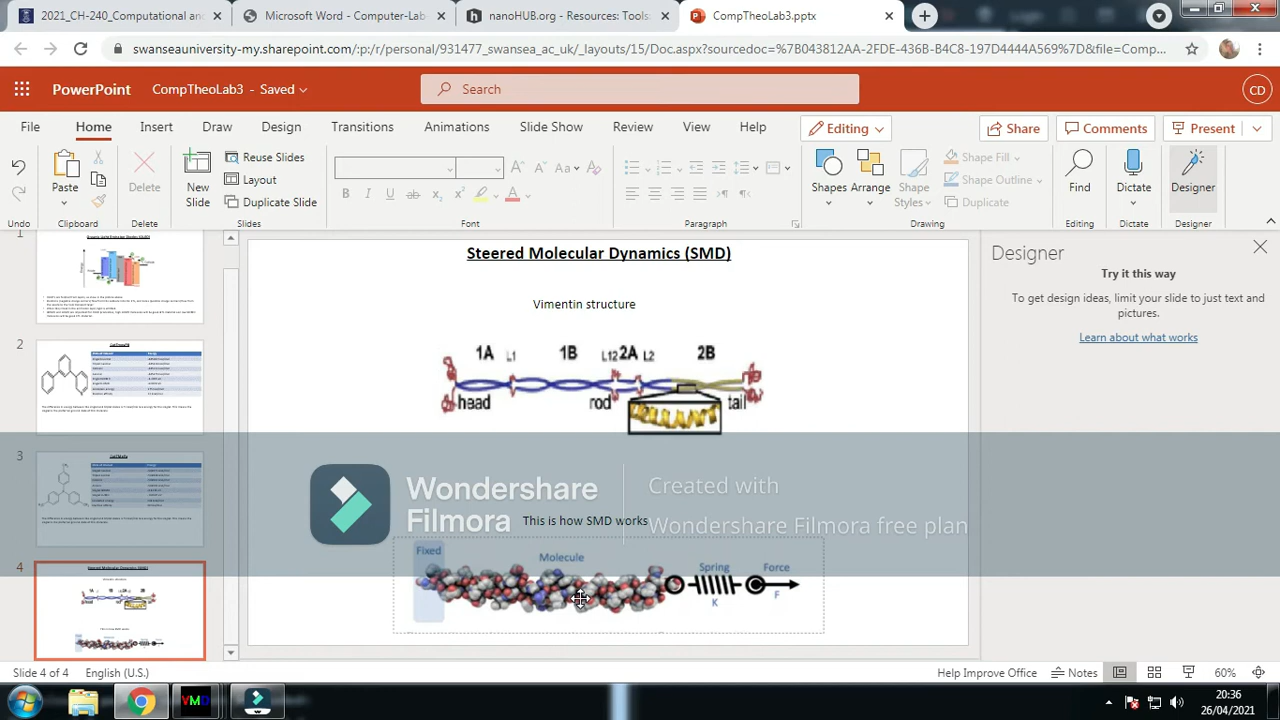 2021_CH-240_Computational and
Microsoft Word - Computer-Lab
nanoHUB.org - Resources: Tools:
CompTheoLab3.pptx
swanseauniversity-my.sharepoint.com/:p:/r/personal/931477_swansea_ac_uk/_layouts/15/Doc.aspx?sourcedoc=%7B043812AA-2FDE-436B-B4C8-197D4444A569%7D&file=Comp...
PowerPoint CompTheoLab3 - Saved
Search
CD
File Home Insert Draw Design Transitions Animations Slide Show Review View Help
Editing Share Comments Present
Paste
Delete
New Slide
Reuse Slides
Layout
Duplicate Slide
Shapes Arrange Shape Styles
Shape Fill
Shape Outline
Duplicate
Find Dictate Designer
Undo Clipboard Delete Slides Font Paragraph Drawing Editing Dictate Designer
1
2
3
4
Steered Molecular Dynamics (SMD)
Vimentin structure
1A L1 1B L12 2A L2 2B
head rod tail
Wondershare
Filmora
Created with
Wondershare Filmora free plan
This is how SMD works
Fixed Molecule Spring Force
K F
Designer
Try it this way
To get design ideas, limit your slide to just text and
pictures.
Learn about what works
Slide 4 of 4 English (U.S.)
Help Improve Office Notes 60%
VMD
20:36
26/04/2021